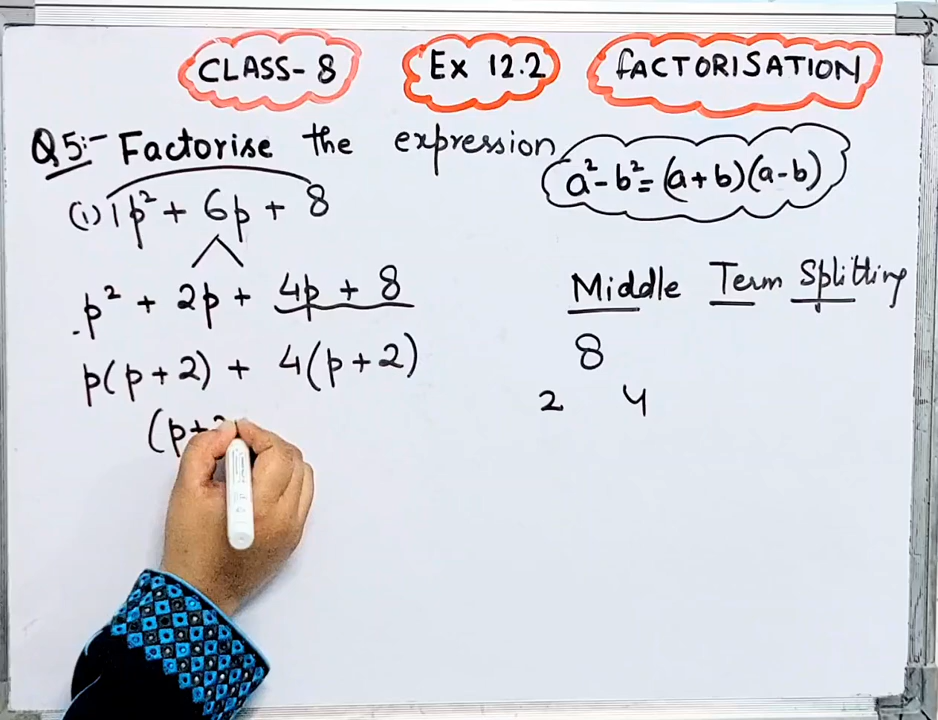 CLASS-8 Ex 12.2 FACTORISATION
Q5:- Factorise the expression
a²-b²=(a+b)(a-b)
(i) 1p² + 6p + 8
p² + 2p + 4p + 8
Middle Term Splitting
8
p(p+2) + 4(p+2)
2 4
(p+2